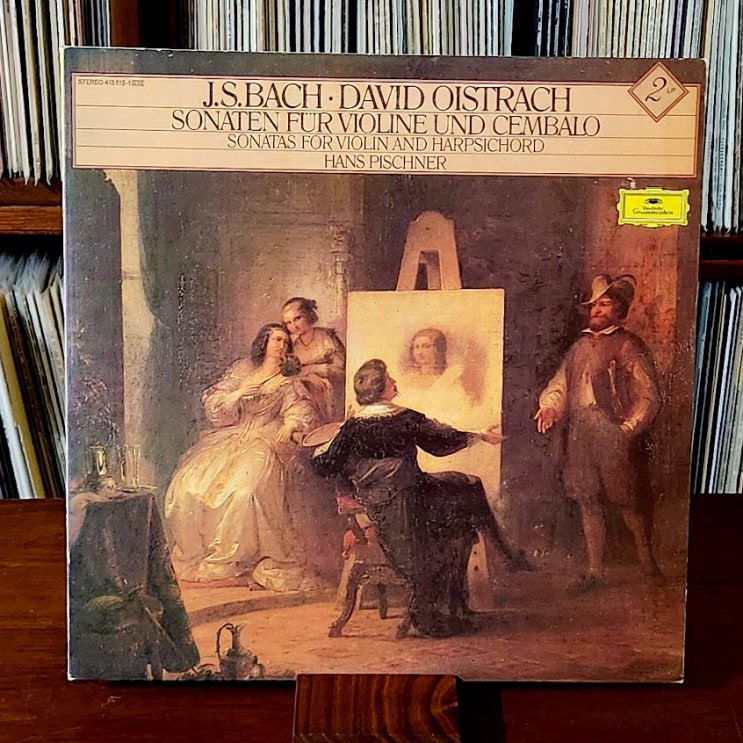 STEREO 413 515-1
J.S.BACH · DAVID OISTRACH
SONATEN FÜR VIOLINE UND CEMBALO
SONATAS FOR VIOLIN AND HARPSICHORD
HANS PISCHNER
2
Deutsche
Grammophon